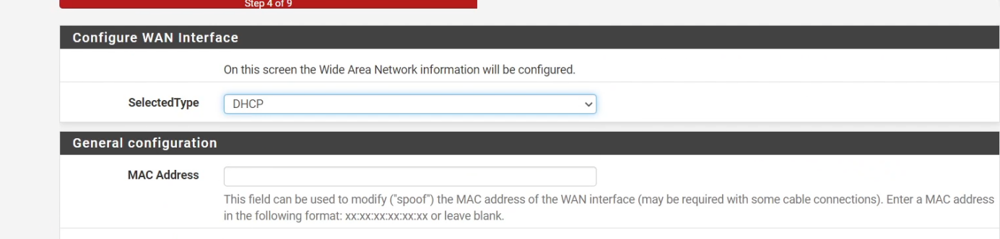 Step 4 of 9
Configure WAN Interface
On this screen the Wide Area Network information will be configured.
SelectedType
DHCP
General configuration
MAC Address
This field can be used to modify ("spoof") the MAC address of the WAN interface (may be required with some cable connections). Enter a MAC address
in the following format: xx:xx:xx:xx:xx:xx or leave blank.